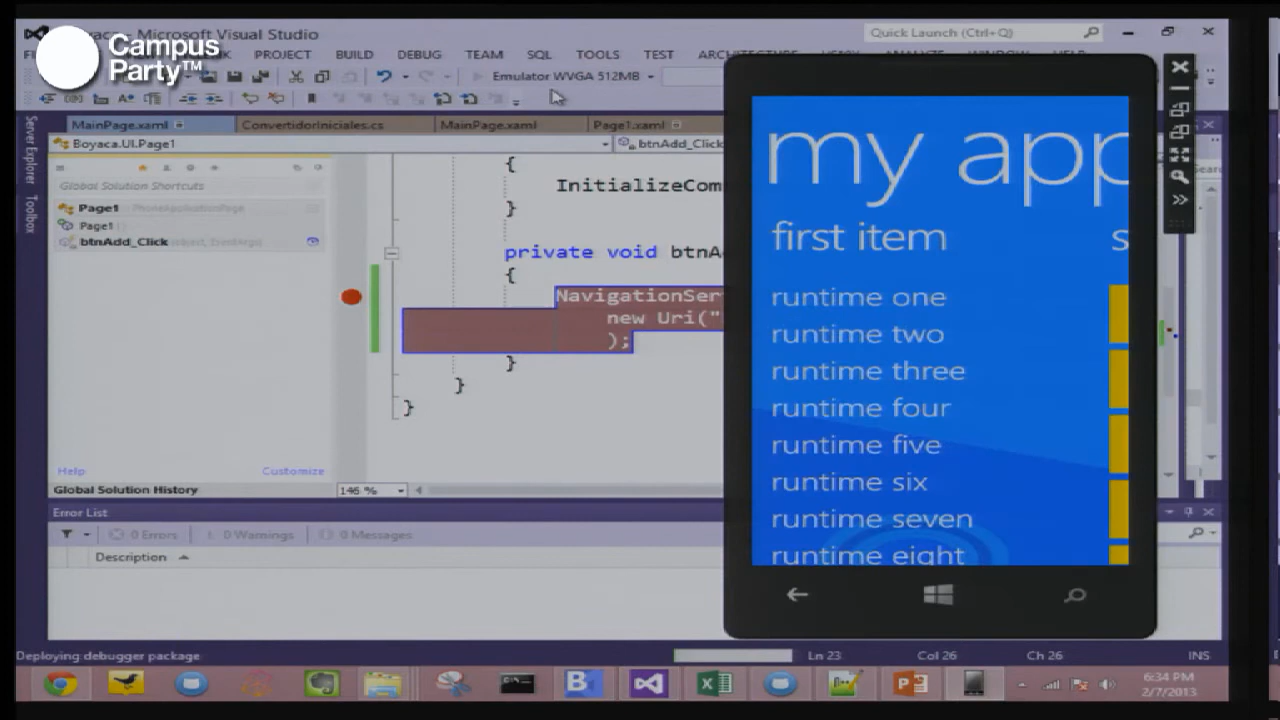 Campus
Party™
Microsoft Visual Studio
Quick Launch (Ctrl+Q)
PROJECT BUILD DEBUG TEAM SQL TOOLS TEST
Emulator WVGA 512MB
MainPage.xaml ConvertidorIniciales.cs MainPage.xaml Page1.xaml
Boyaca.UI.Page1 btnAdd_Click
Server Explorer
Toolbox
Global Solution Shortcuts
Page1 PhoneApplicationPage
Page1
btnAdd_Click
{
InitializeCom
}
private void btnA
{
NavigationSer
new Uri("
);
}
}
}
Help Customize
Global Solution History
146 %
Error List
0 Errors 0 Warnings 0 Messages
Description
Deploying debugger package
Ln 23 Col 26 Ch 26 INS
my app
first item s
runtime one
runtime two
runtime three
runtime four
runtime five
runtime six
runtime seven
runtime eight
6:34 PM
2/7/2013